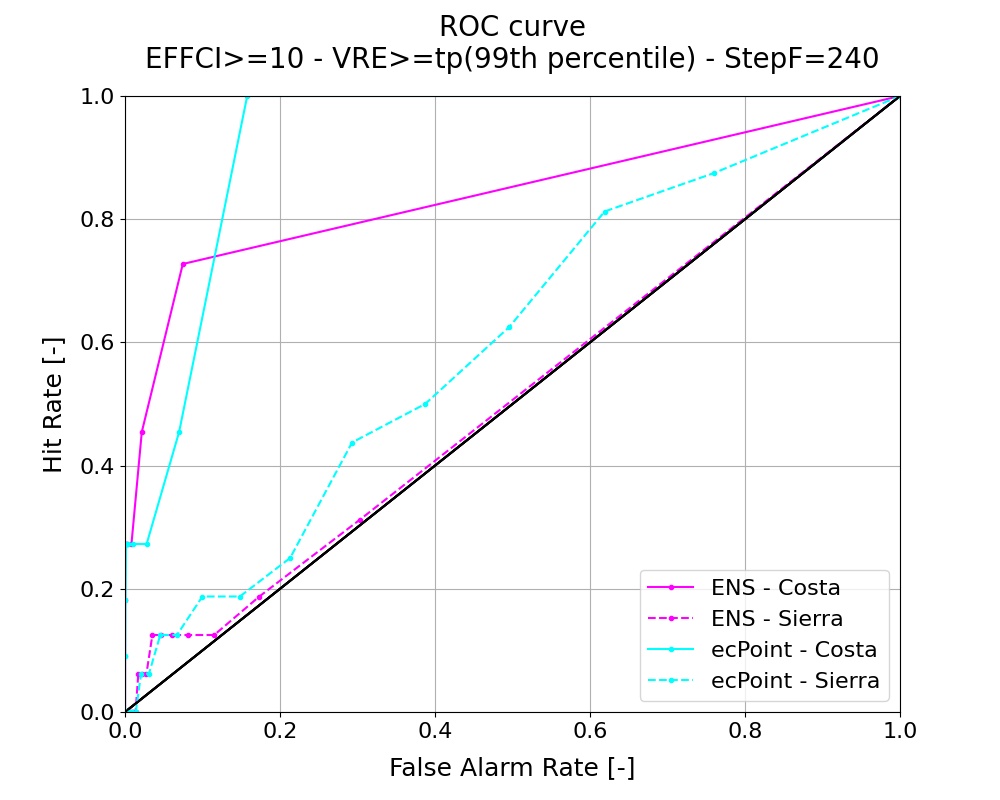 ROC curve
EFFCI>=10 - VRE>=tp(99th percentile) - StepF=240
1.0
0.8
0.6
0.4
0.2
0.0
Hit Rate [-]
0.0 0.2 0.4 0.6 0.8 1.0
False Alarm Rate [-]
ENS - Costa
ENS - Sierra
ecPoint - Costa
ecPoint - Sierra